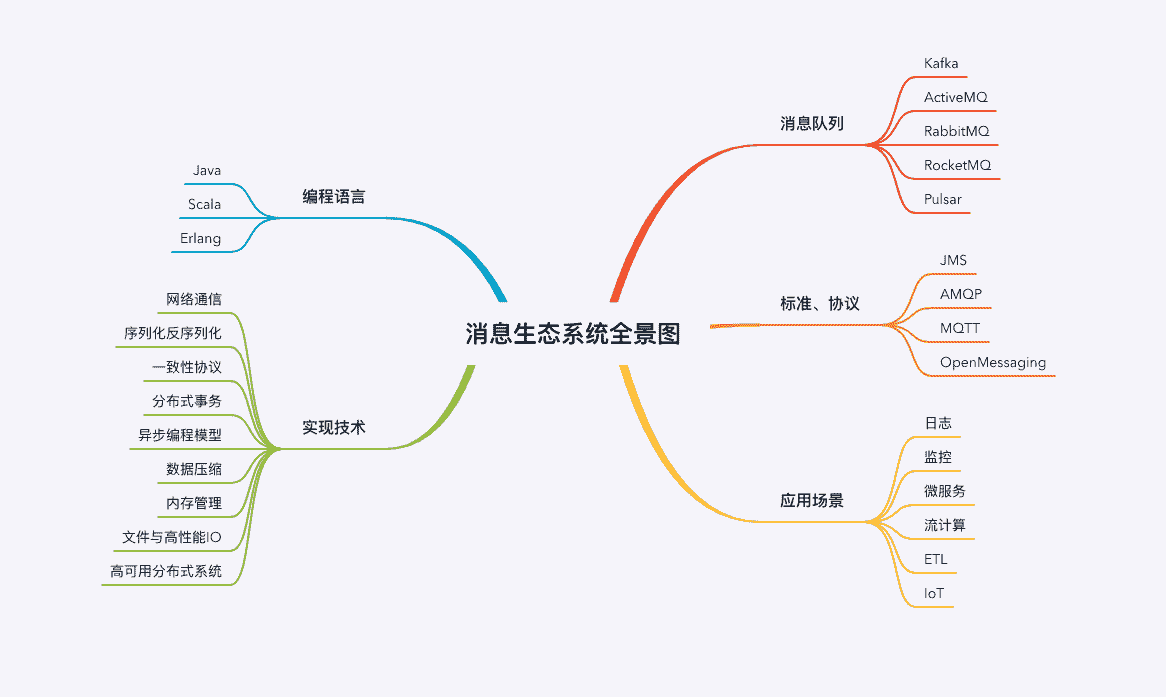 消息生态系统全景图
消息队列
Kafka
ActiveMQ
RabbitMQ
RocketMQ
Pulsar
标准、协议
JMS
AMQP
MQTT
OpenMessaging
应用场景
日志
监控
微服务
流计算
ETL
IoT
编程语言
Java
Scala
Erlang
实现技术
网络通信
序列化反序列化
一致性协议
分布式事务
异步编程模型
数据压缩
内存管理
文件与高性能IO
高可用分布式系统